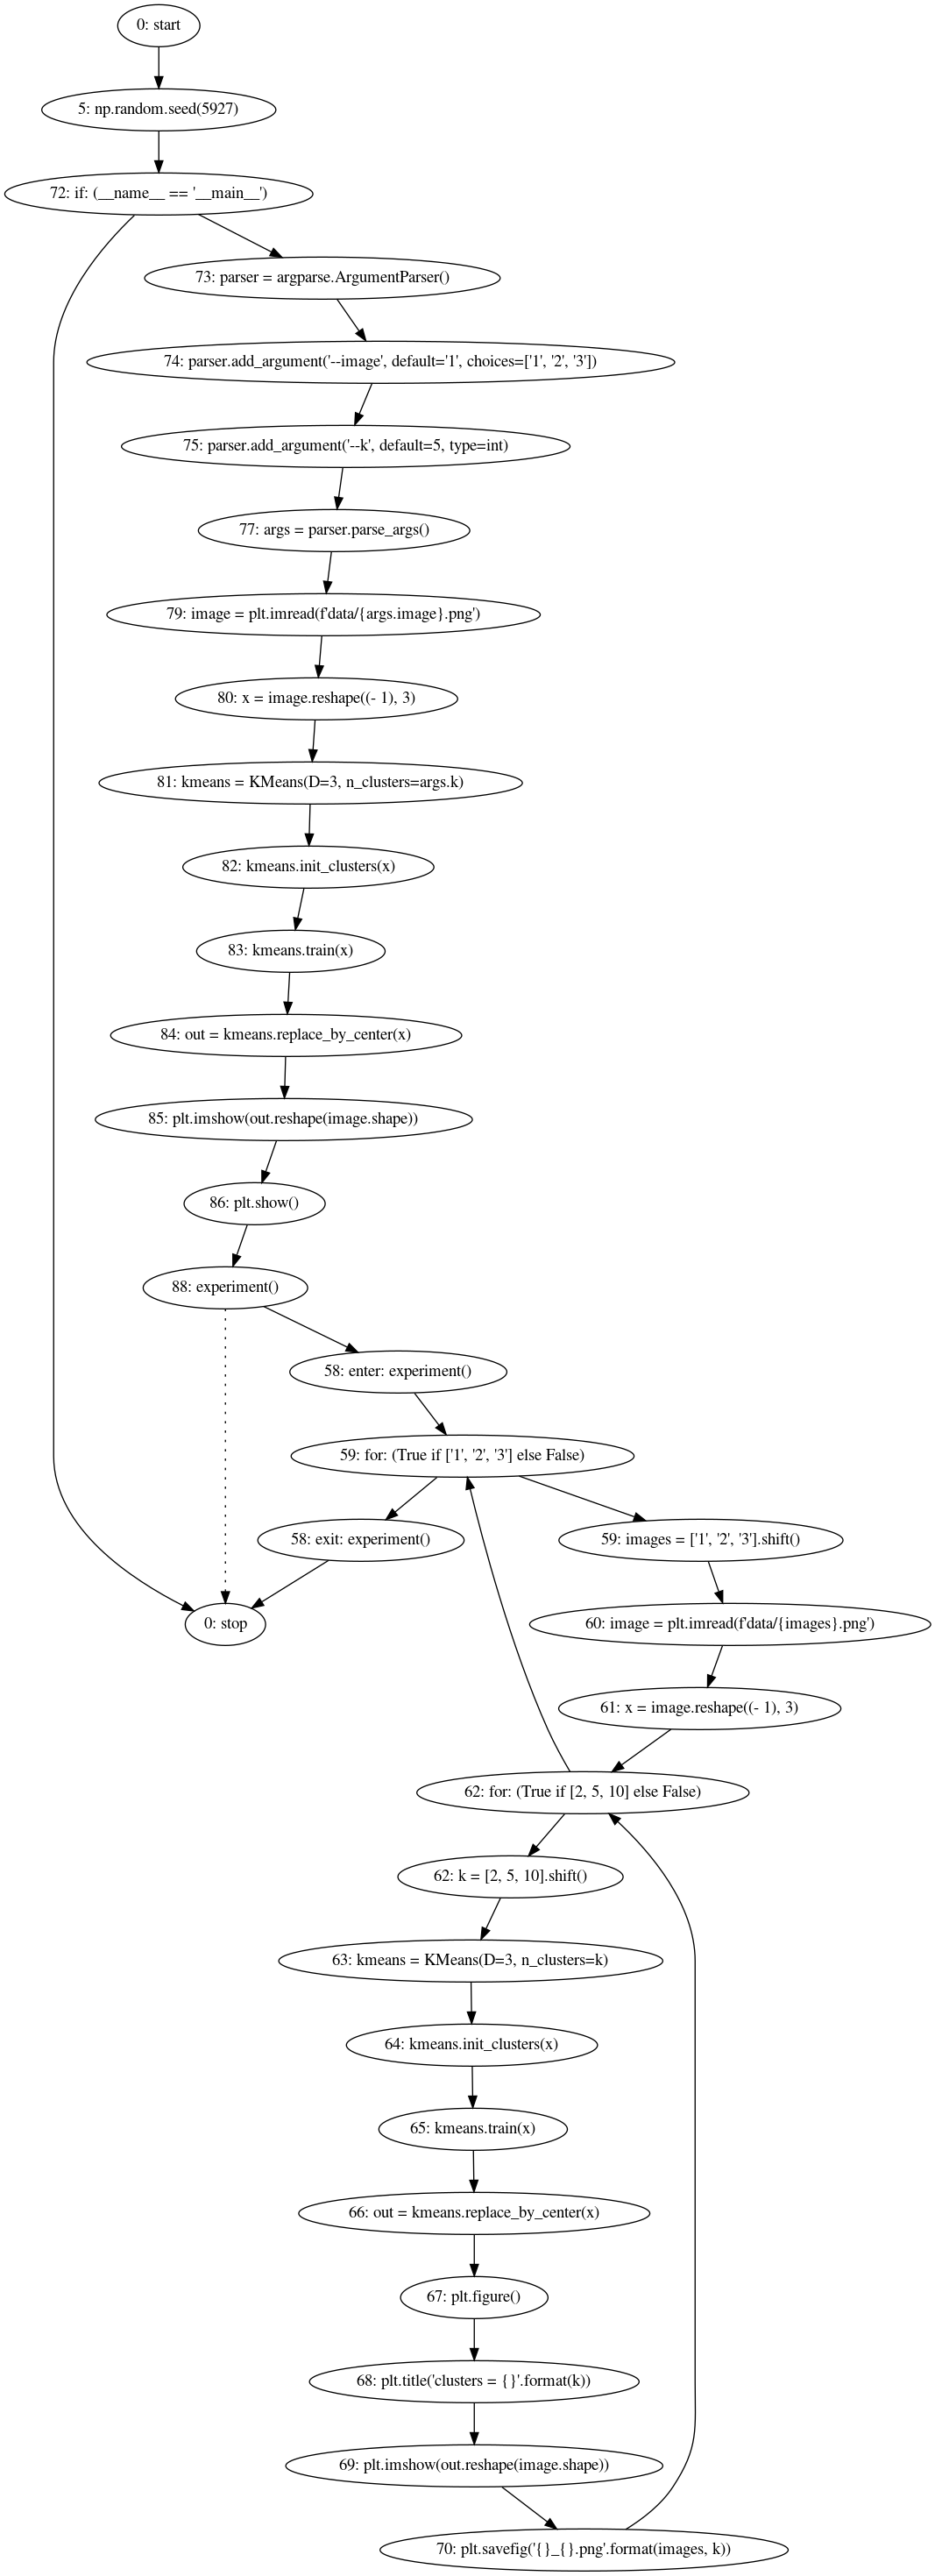 0: start
5: np.random.seed(5927)
72: if: (__name__ == '__main__')
73: parser = argparse.ArgumentParser()
74: parser.add_argument('--image', default='1', choices=['1', '2', '3'])
75: parser.add_argument('--k', default=5, type=int)
77: args = parser.parse_args()
79: image = plt.imread(f'data/{args.image}.png')
80: x = image.reshape((- 1), 3)
81: kmeans = KMeans(D=3, n_clusters=args.k)
82: kmeans.init_clusters(x)
83: kmeans.train(x)
84: out = kmeans.replace_by_center(x)
85: plt.imshow(out.reshape(image.shape))
86: plt.show()
88: experiment()
58: enter: experiment()
59: for: (True if ['1', '2', '3'] else False)
58: exit: experiment()
59: images = ['1', '2', '3'].shift()
0: stop
60: image = plt.imread(f'data/{images}.png')
61: x = image.reshape((- 1), 3)
62: for: (True if [2, 5, 10] else False)
62: k = [2, 5, 10].shift()
63: kmeans = KMeans(D=3, n_clusters=k)
64: kmeans.init_clusters(x)
65: kmeans.train(x)
66: out = kmeans.replace_by_center(x)
67: plt.figure()
68: plt.title('clusters = {}'.format(k))
69: plt.imshow(out.reshape(image.shape))
70: plt.savefig('{}_{}.png'.format(images, k))